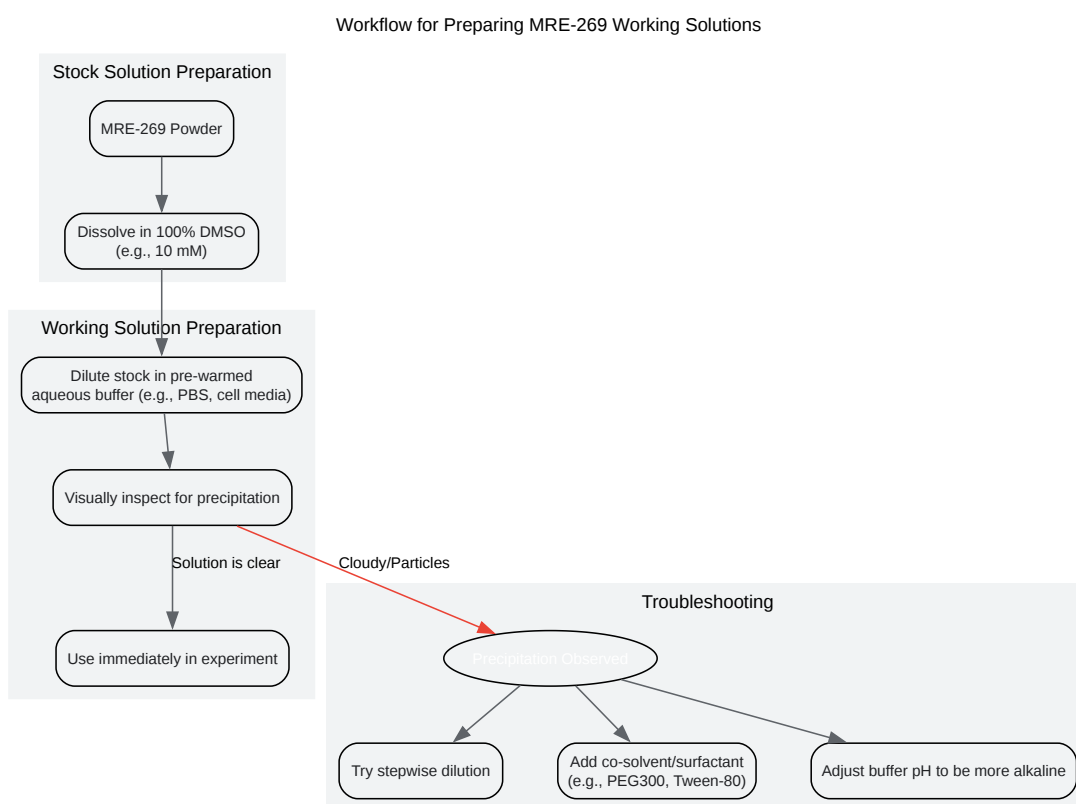 Workflow for Preparing MRE-269 Working Solutions
Stock Solution Preparation
MRE-269 Powder
Dissolve in 100% DMSO
(e.g., 10 mM)
Working Solution Preparation
Dilute stock in pre-warmed
aqueous buffer (e.g., PBS, cell media)
Visually inspect for precipitation
Solution is clear
Cloudy/Particles
Use immediately in experiment
Troubleshooting
Precipitation Observed
Try stepwise dilution
Add co-solvent/surfactant
(e.g., PEG300, Tween-80)
Adjust buffer pH to be more alkaline